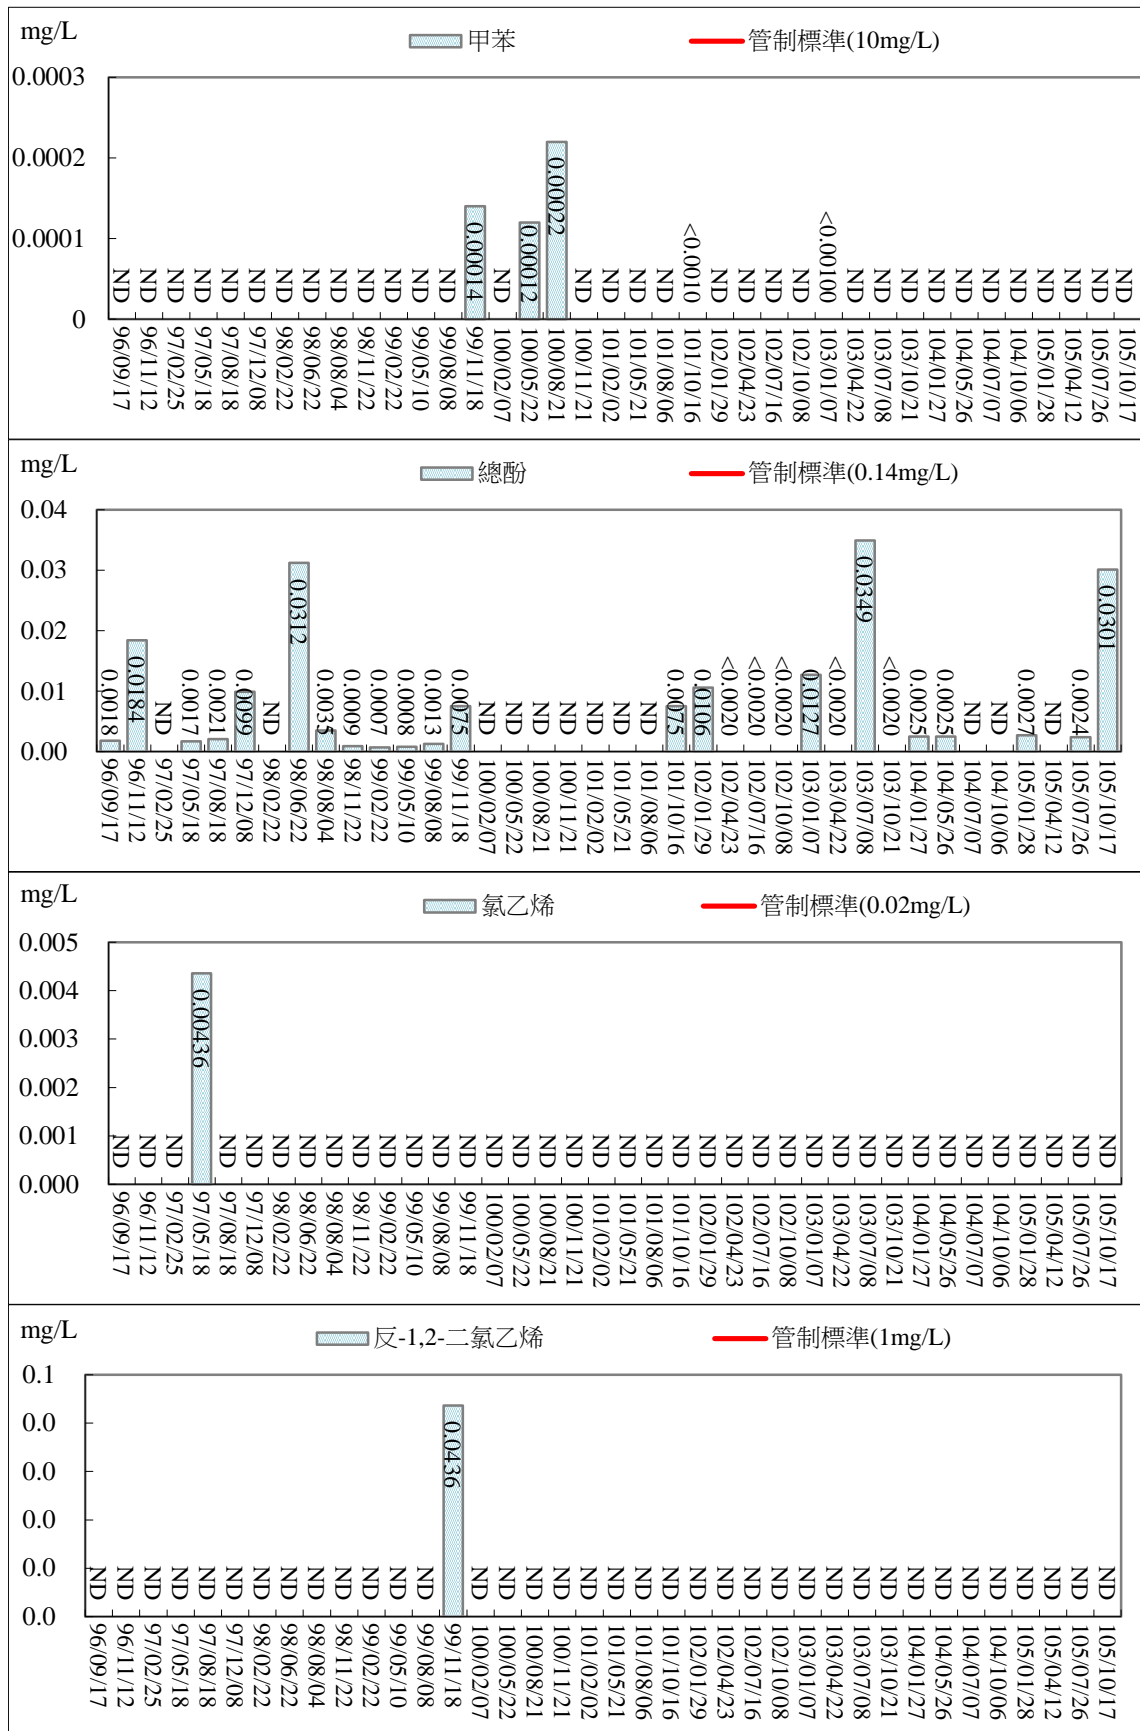 mg/L
甲苯 管制標準(10mg/L)
0.0003
0.0002
0.0001
0
ND ND ND ND ND ND ND ND ND ND ND ND ND 0.00014 ND 0.00012 0.00022 ND ND ND ND <0.0010 ND ND ND ND <0.00100 ND ND ND ND ND ND ND ND ND ND ND
96/09/17 96/11/12 97/02/25 97/05/18 97/08/18 97/12/08 98/02/22 98/06/22 98/08/04 98/11/22 99/02/22 99/05/10 99/08/08 99/11/18 100/02/07 100/05/22 100/08/21 100/11/21 101/02/02 101/05/21 101/08/06 101/10/16 102/01/29 102/04/23 102/07/16 102/10/08 103/01/07 103/04/22 103/07/08 103/10/21 104/01/27 104/05/26 104/07/07 104/10/06 105/01/28 105/04/12 105/07/26 105/10/17
mg/L
總酚 管制標準(0.14mg/L)
0.04
0.03
0.02
0.01
0.00
0.0018 0.0184 ND 0.0017 0.0021 0.0099 ND 0.0312 0.0035 0.0009 0.0007 0.0008 0.0013 0.0075 ND ND ND ND ND ND ND 0.0075 0.0106 <0.0020 <0.0020 <0.0020 0.0127 <0.0020 0.0349 <0.0020 0.0025 0.0025 ND ND 0.0027 ND 0.0024 0.0301
96/09/17 96/11/12 97/02/25 97/05/18 97/08/18 97/12/08 98/02/22 98/06/22 98/08/04 98/11/22 99/02/22 99/05/10 99/08/08 99/11/18 100/02/07 100/05/22 100/08/21 100/11/21 101/02/02 101/05/21 101/08/06 101/10/16 102/01/29 102/04/23 102/07/16 102/10/08 103/01/07 103/04/22 103/07/08 103/10/21 104/01/27 104/05/26 104/07/07 104/10/06 105/01/28 105/04/12 105/07/26 105/10/17
mg/L
氯乙烯 管制標準(0.02mg/L)
0.005
0.004
0.003
0.002
0.001
0.000
ND ND ND 0.00436 ND ND ND ND ND ND ND ND ND ND ND ND ND ND ND ND ND ND ND ND ND ND ND ND ND ND ND ND ND ND ND ND ND ND
96/09/17 96/11/12 97/02/25 97/05/18 97/08/18 97/12/08 98/02/22 98/06/22 98/08/04 98/11/22 99/02/22 99/05/10 99/08/08 99/11/18 100/02/07 100/05/22 100/08/21 100/11/21 101/02/02 101/05/21 101/08/06 101/10/16 102/01/29 102/04/23 102/07/16 102/10/08 103/01/07 103/04/22 103/07/08 103/10/21 104/01/27 104/05/26 104/07/07 104/10/06 105/01/28 105/04/12 105/07/26 105/10/17
mg/L
反-1,2-二氯乙烯 管制標準(1mg/L)
0.1
0.0
0.0
0.0
0.0
0.0
ND ND ND ND ND ND ND ND ND ND ND ND ND 0.0436 ND ND ND ND ND ND ND ND ND ND ND ND ND ND ND ND ND ND ND ND ND ND ND ND
96/09/17 96/11/12 97/02/25 97/05/18 97/08/18 97/12/08 98/02/22 98/06/22 98/08/04 98/11/22 99/02/22 99/05/10 99/08/08 99/11/18 100/02/07 100/05/22 100/08/21 100/11/21 101/02/02 101/05/21 101/08/06 101/10/16 102/01/29 102/04/23 102/07/16 102/10/08 103/01/07 103/04/22 103/07/08 103/10/21 104/01/27 104/05/26 104/07/07 104/10/06 105/01/28 105/04/12 105/07/26 105/10/17